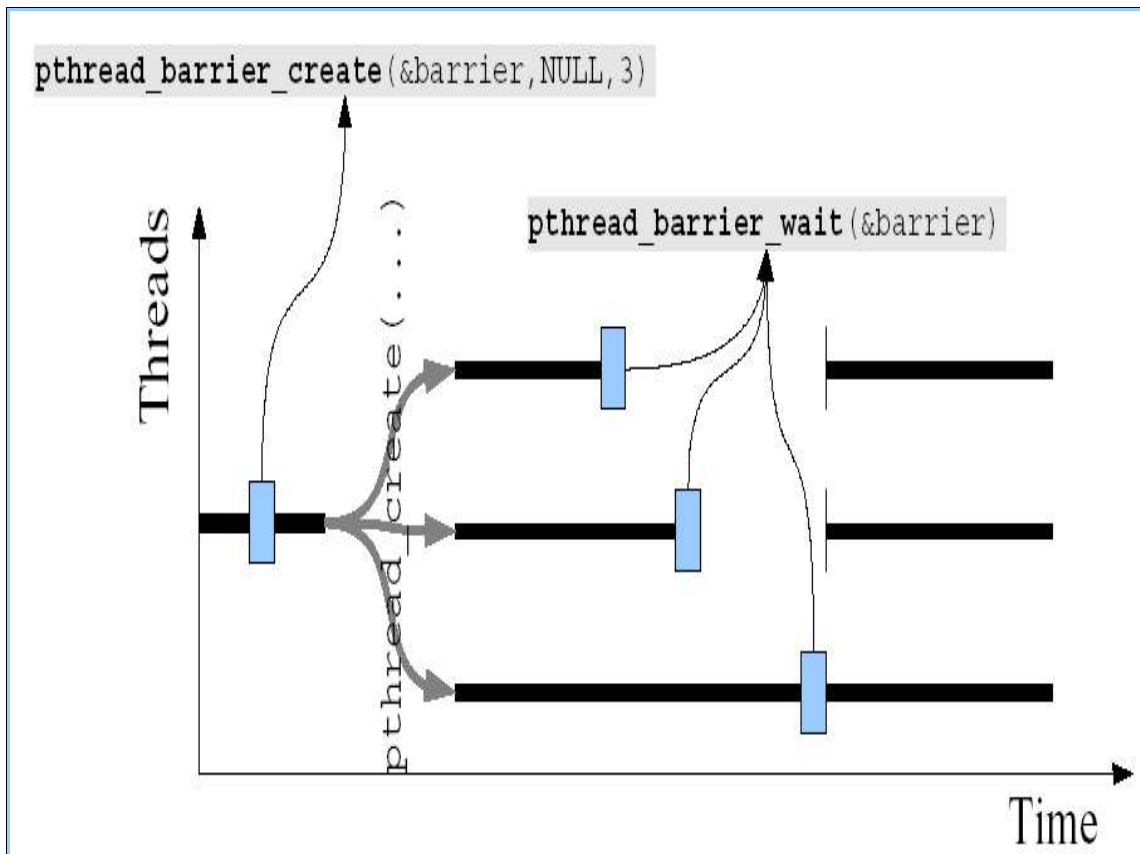 pthread_barrier_create(&barrier,NULL,3)
pthread_barrier_wait(&barrier)
Threads
pthread_create(...)
Time